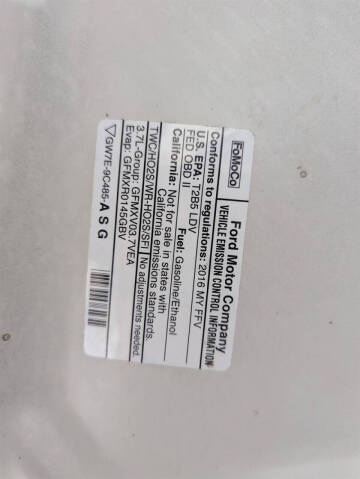 FoMoCo
Ford Motor Company
VEHICLE EMISSION CONTROL INFORMATION
Conforms to regulations: 2016 MY FFV
U.S. EPA: T2B5 LDV
FED OBD II
Fuel: Gasoline/Ethanol
California: Not for sale in states with
California emissions standards.
TWC/HO2S/WR-HO2S/SFI
No adjustments needed.
3.7L-Group: GFMXV03.7VEA
Evap: GFMXR0145GBV
GW7E-9C485-A S G